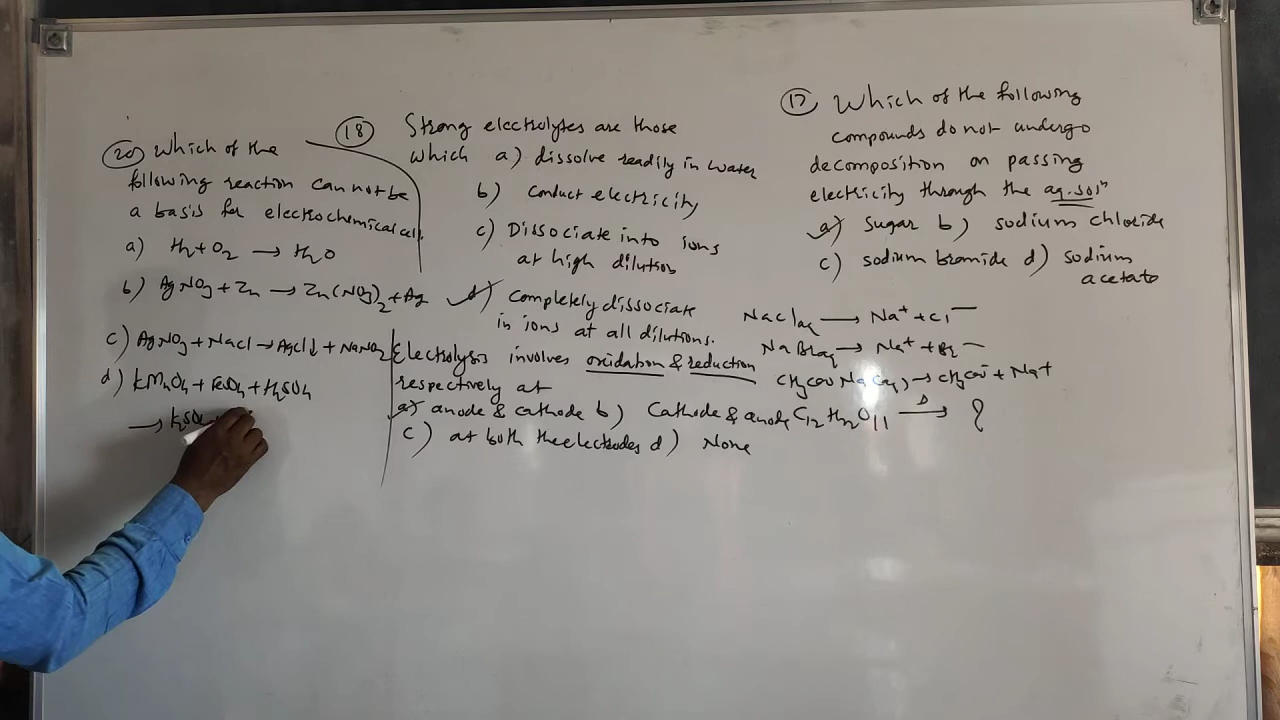 17 Which of the following
compounds do not undergo
decomposition on passing
electricity through the aq. solⁿ
a) sugar b) sodium chloride
c) sodium bromide d) sodium
acetate
NaCl aq → Na⁺ + Cl⁻
NaBr aq → Na⁺ + Br⁻
CH₃COONa (aq) → CH₃COO⁻ + Na⁺
C₁₂H₂₂O₁₁ —Δ→ ?
18 Strong electrolytes are those
which a) dissolve readily in water
b) conduct electricity
c) Dissociate into ions
at high dilution
d) Completely dissociate
in ions at all dilutions.
Electrolysis involves oxidation & reduction
respectively at
a) anode & cathode b) Cathode & anode
c) at both the electrodes d) None
20 Which of the
following reaction can not be
a basis for electrochemical cell.
a) H₂ + O₂ → H₂O
b) AgNO₃ + Zn → Zn(NO₃)₂ + Ag
c) AgNO₃ + NaCl → AgCl↓ + NaNO₃
d) KMnO₄ + FeSO₄ + H₂SO₄
→ K₂SO₄